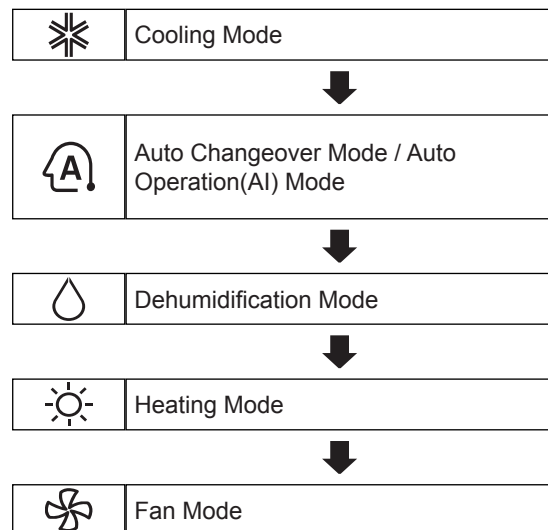 Cooling Mode
A
Auto Changeover Mode / Auto
Operation(AI) Mode
Dehumidification Mode
Heating Mode
Fan Mode